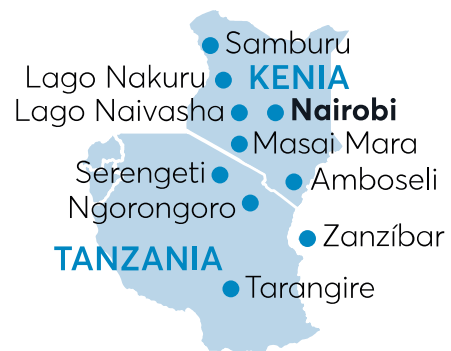 Samburu
Lago Nakuru
KENIA
Lago Naivasha
Nairobi
Masai Mara
Serengeti
Amboseli
Ngorongoro
Zanzíbar
TANZANIA
Tarangire